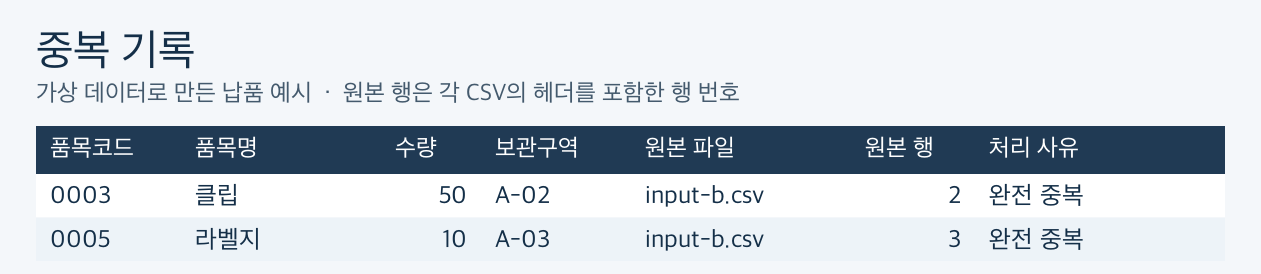 중복 기록
가상 데이터로 만든 납품 예시 · 원본 행은 각 CSV의 헤더를 포함한 행 번호
품목코드 품목명 수량 보관구역 원본 파일 원본 행 처리 사유
0003 클립 50 A-02 input-b.csv 2 완전 중복
0005 라벨지 10 A-03 input-b.csv 3 완전 중복